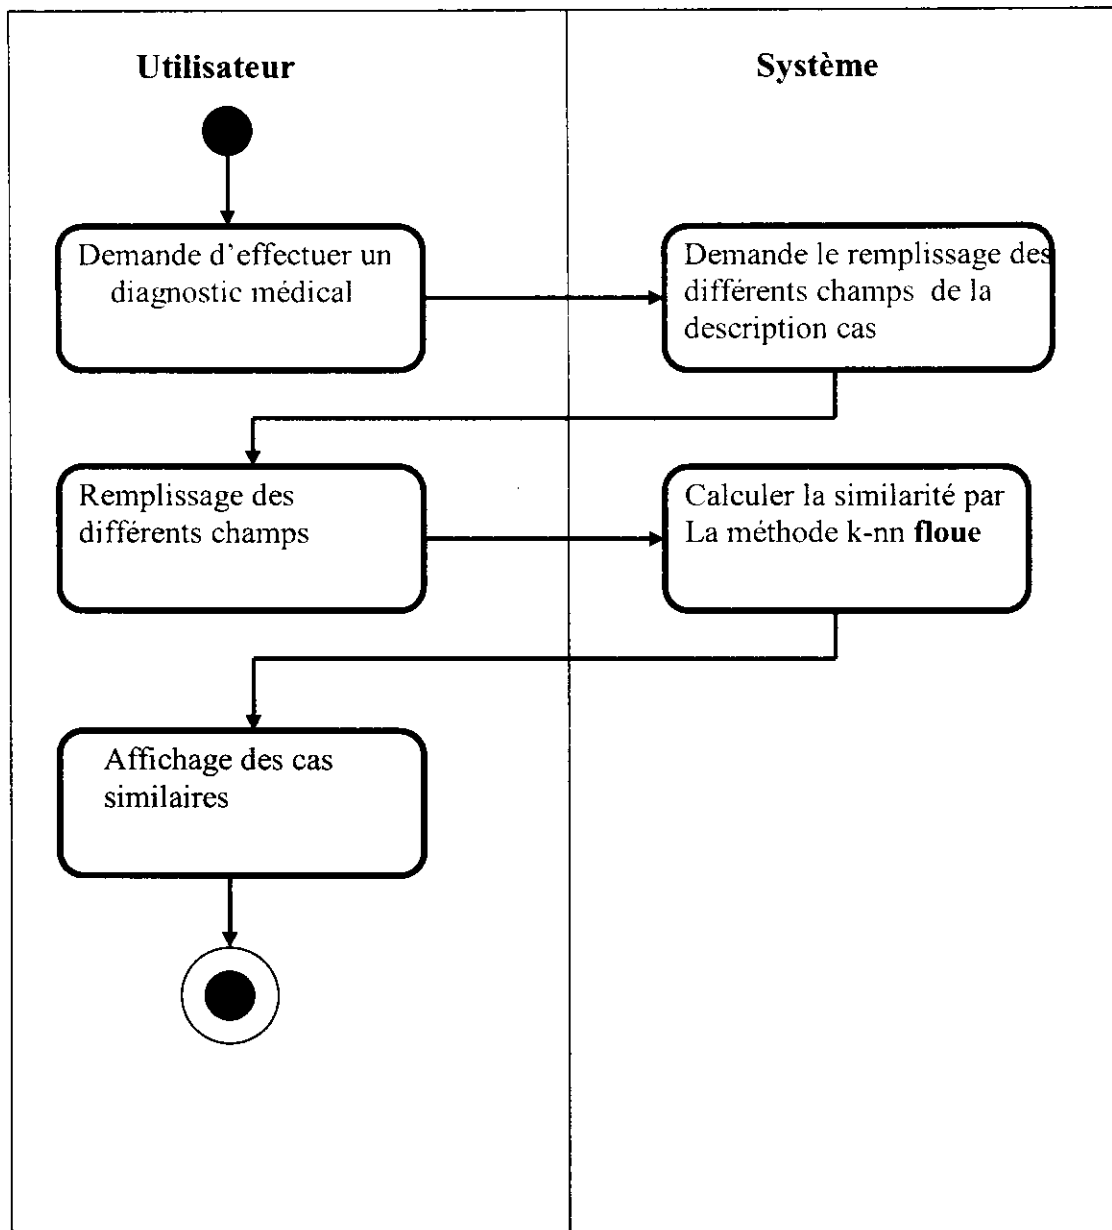 Utilisateur
Système
Demande d'effectuer un
diagnostic médical
Demande le remplissage des
différents champs de la
description cas
Remplissage des
différents champs
Calculer la similarité par
La méthode k-nn floue
Affichage des cas
similaires